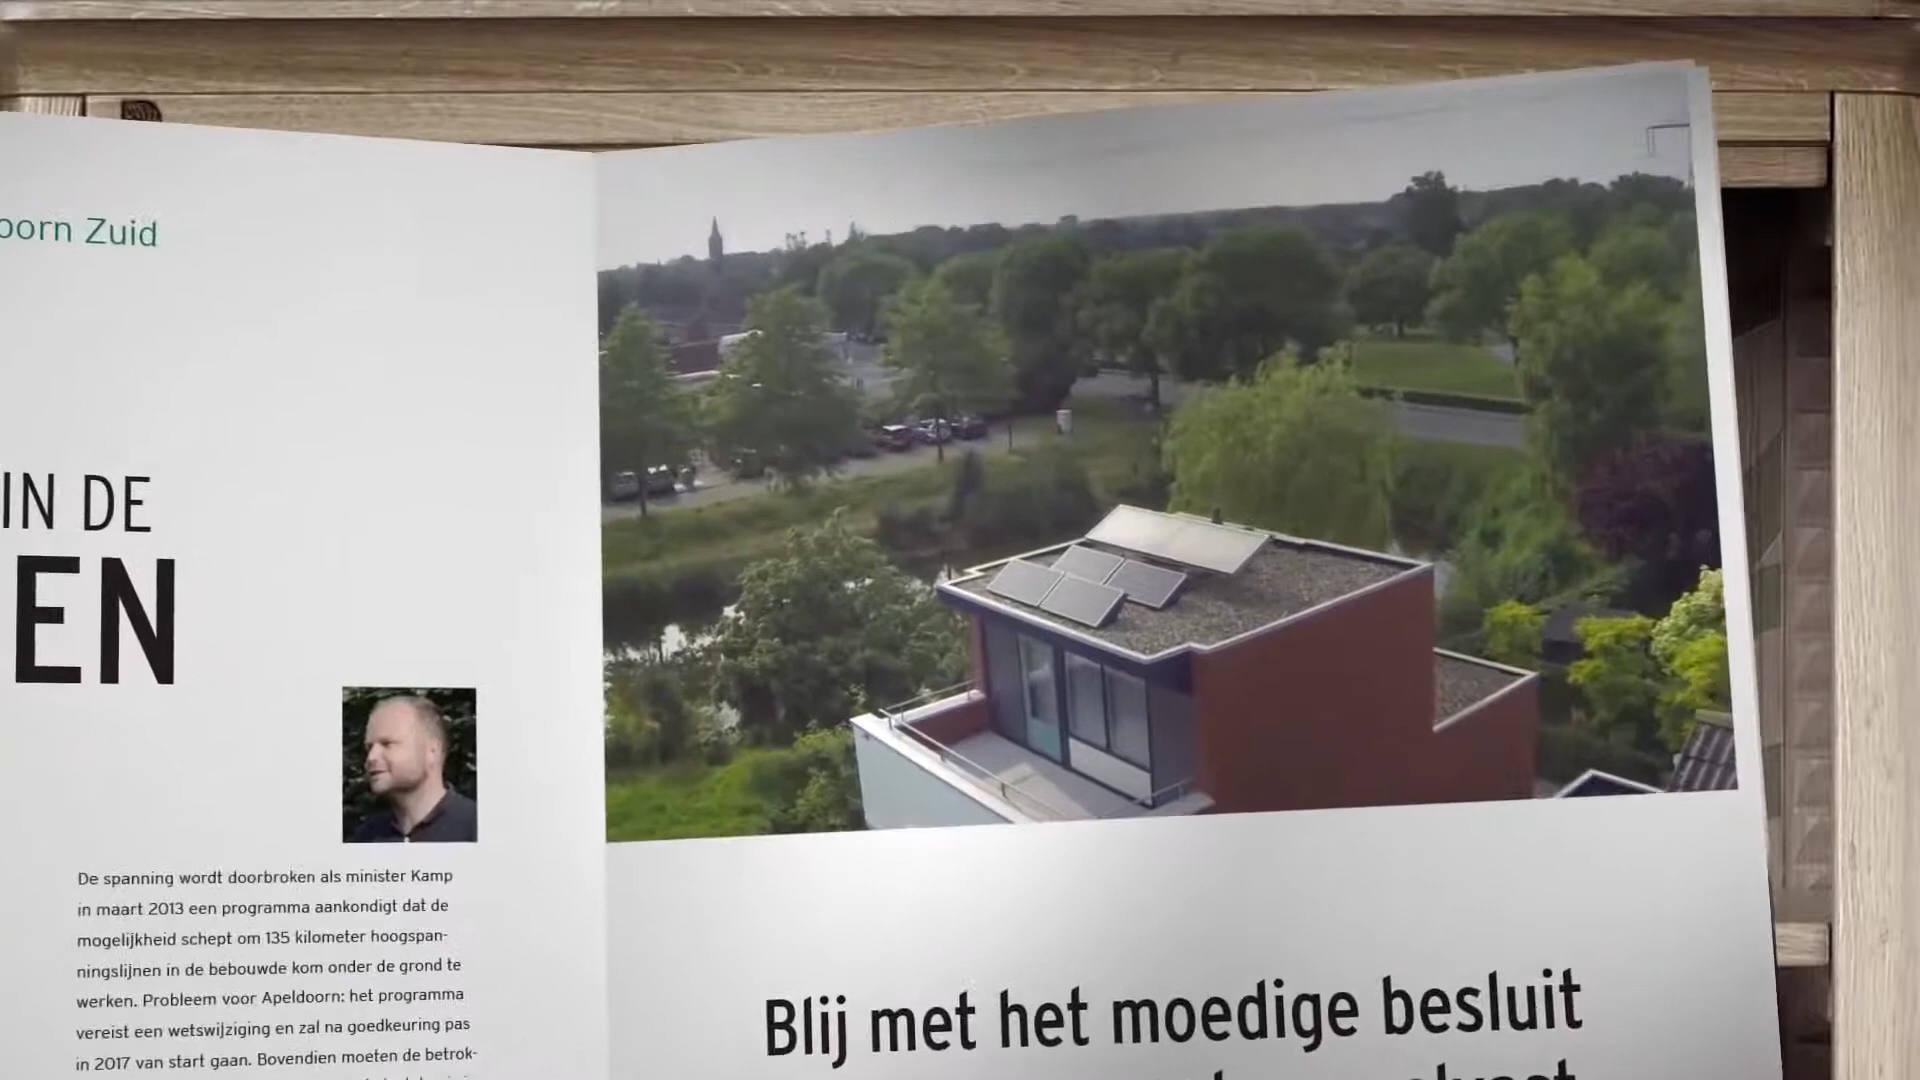 Zuid
IN DE
De spanning wordt doorbroken als minister Kamp
in maart 2013 een programma aankondigt dat de
mogelijkheid schept om 135 kilometer hoogspan-
ningslijnen in de bebouwde kom onder de grond te
werken. Probleem voor Apeldoorn: het programma
vereist een wetswijziging en zal na goedkeuring pas
in 2017 van start gaan. Bovendien moeten de betrok-
Blij met het moedige besluit